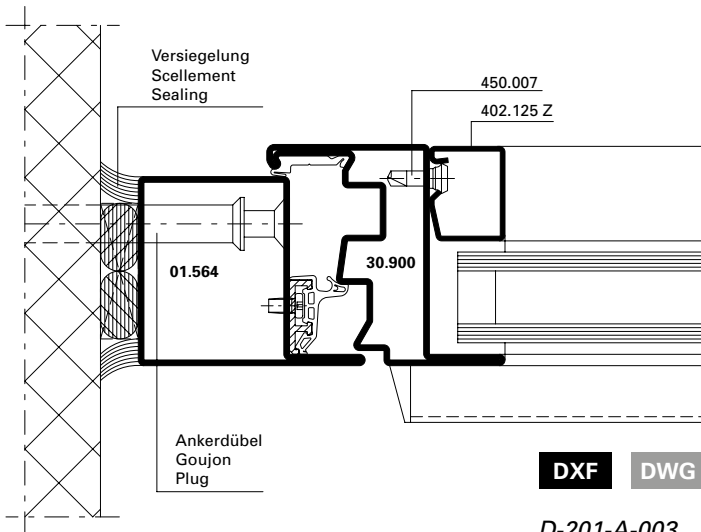 Versiegelung
Scellement
Sealing
450.007
402.125 Z
01.564
30.900
Ankerdübel
Goujon
Plug
DXF
DWG
D-201-A-003